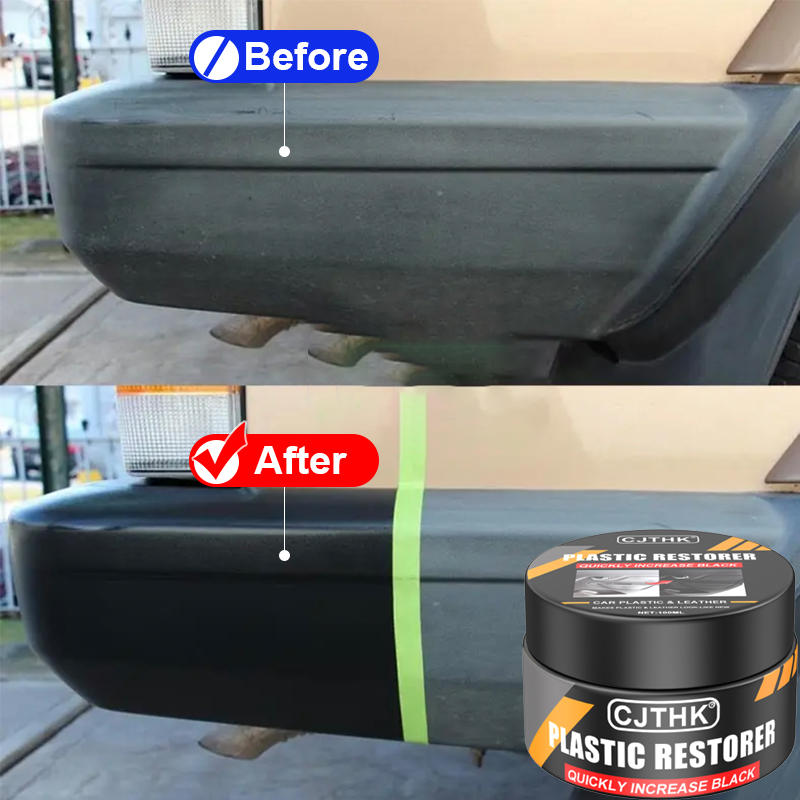 Before
After
CJTHK®
PLASTIC RESTORER
QUICKLY INCREASE BLACK
CAR PLASTIC & LEATHER
MAKES PLASTIC & LEATHER LOOK LIKE NEW
NET:100ML
CJTHK®
PLASTIC RESTORER
QUICKLY INCREASE BLACK